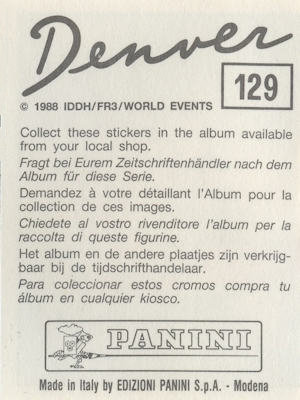 Denver
129
© 1988 IDDH/FR3/WORLD EVENTS
Collect these stickers in the album available
from your local shop.
Fragt bei Eurem Zeitschriftenhändler nach dem
Album für diese Serie.
Demandez à votre détaillant l'Album pour la
collection de ces images.
Chiedete al vostro rivenditore l'album per la
raccolta di queste figurine.
Het album en de andere plaatjes zijn verkrijg-
baar bij de tijdschrifthandelaar.
Para coleccionar estos cromos compra tu
álbum en cualquier kiosco.
PANINI
Made in Italy by EDIZIONI PANINI S.p.A. - Modena